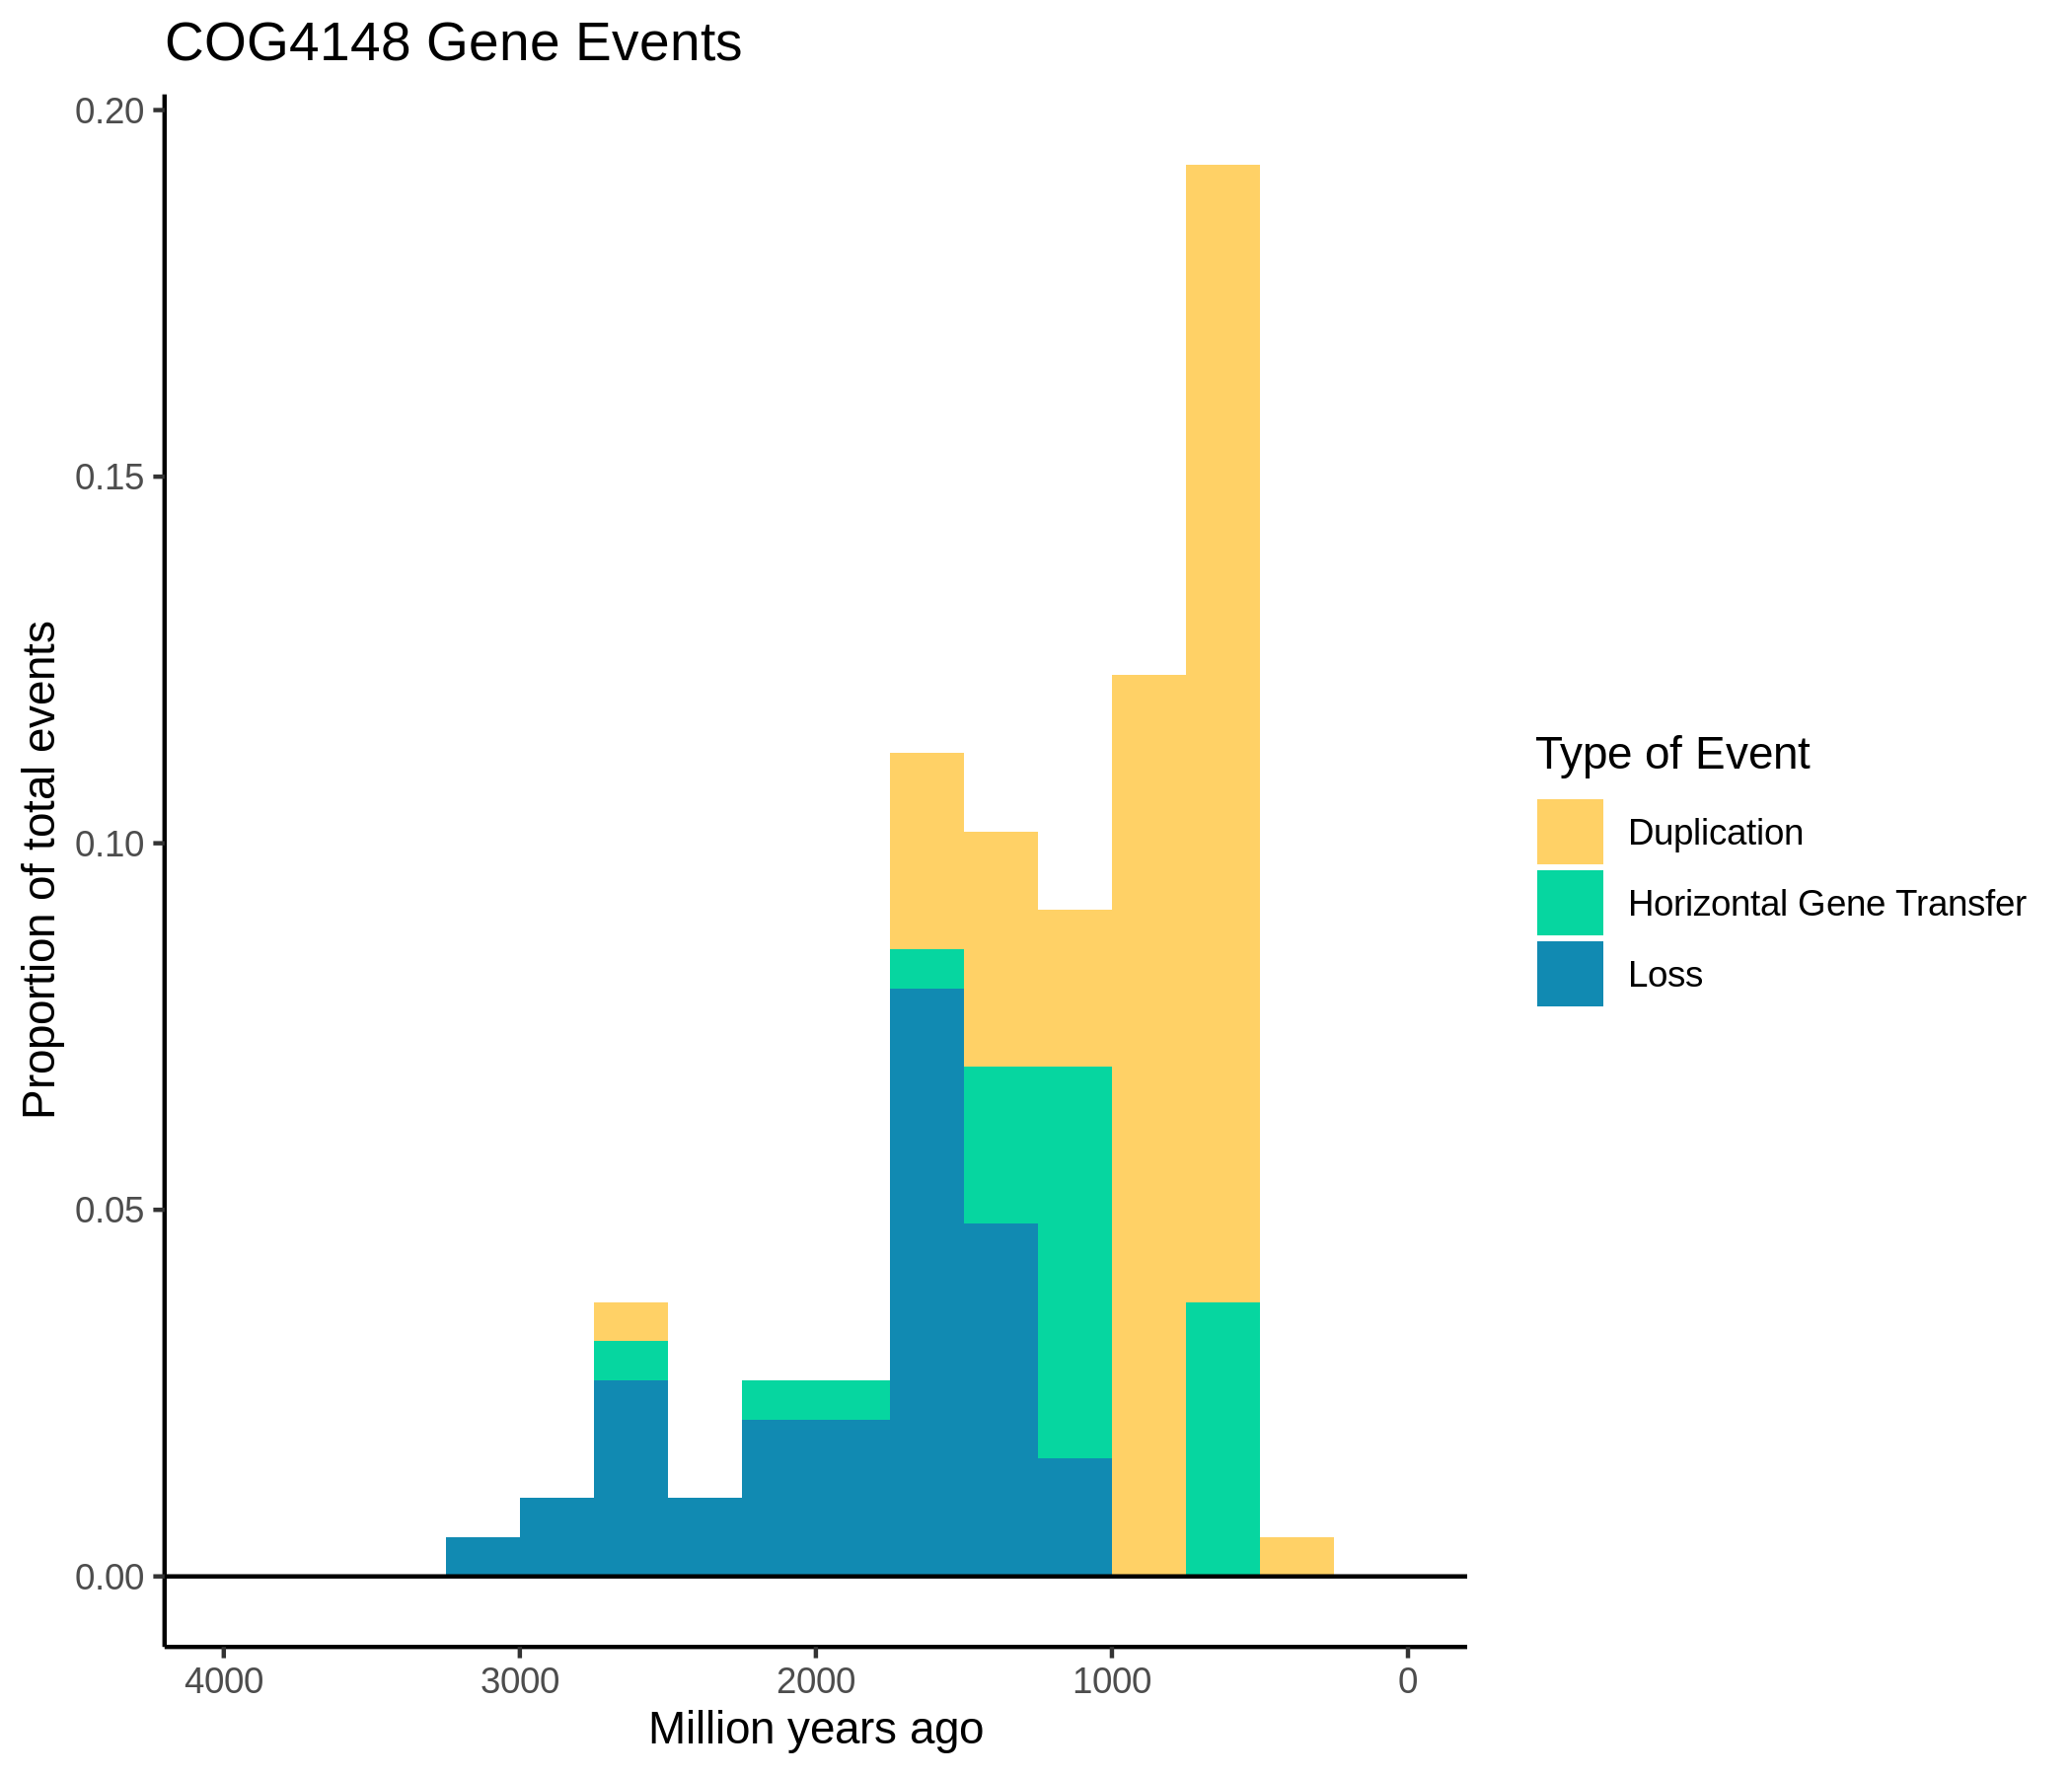 COG4148 Gene Events
0.20
0.15
0.10
0.05
0.00
Proportion of total events
4000 3000 2000 1000 0
Million years ago
Type of Event
Duplication
Horizontal Gene Transfer
Loss